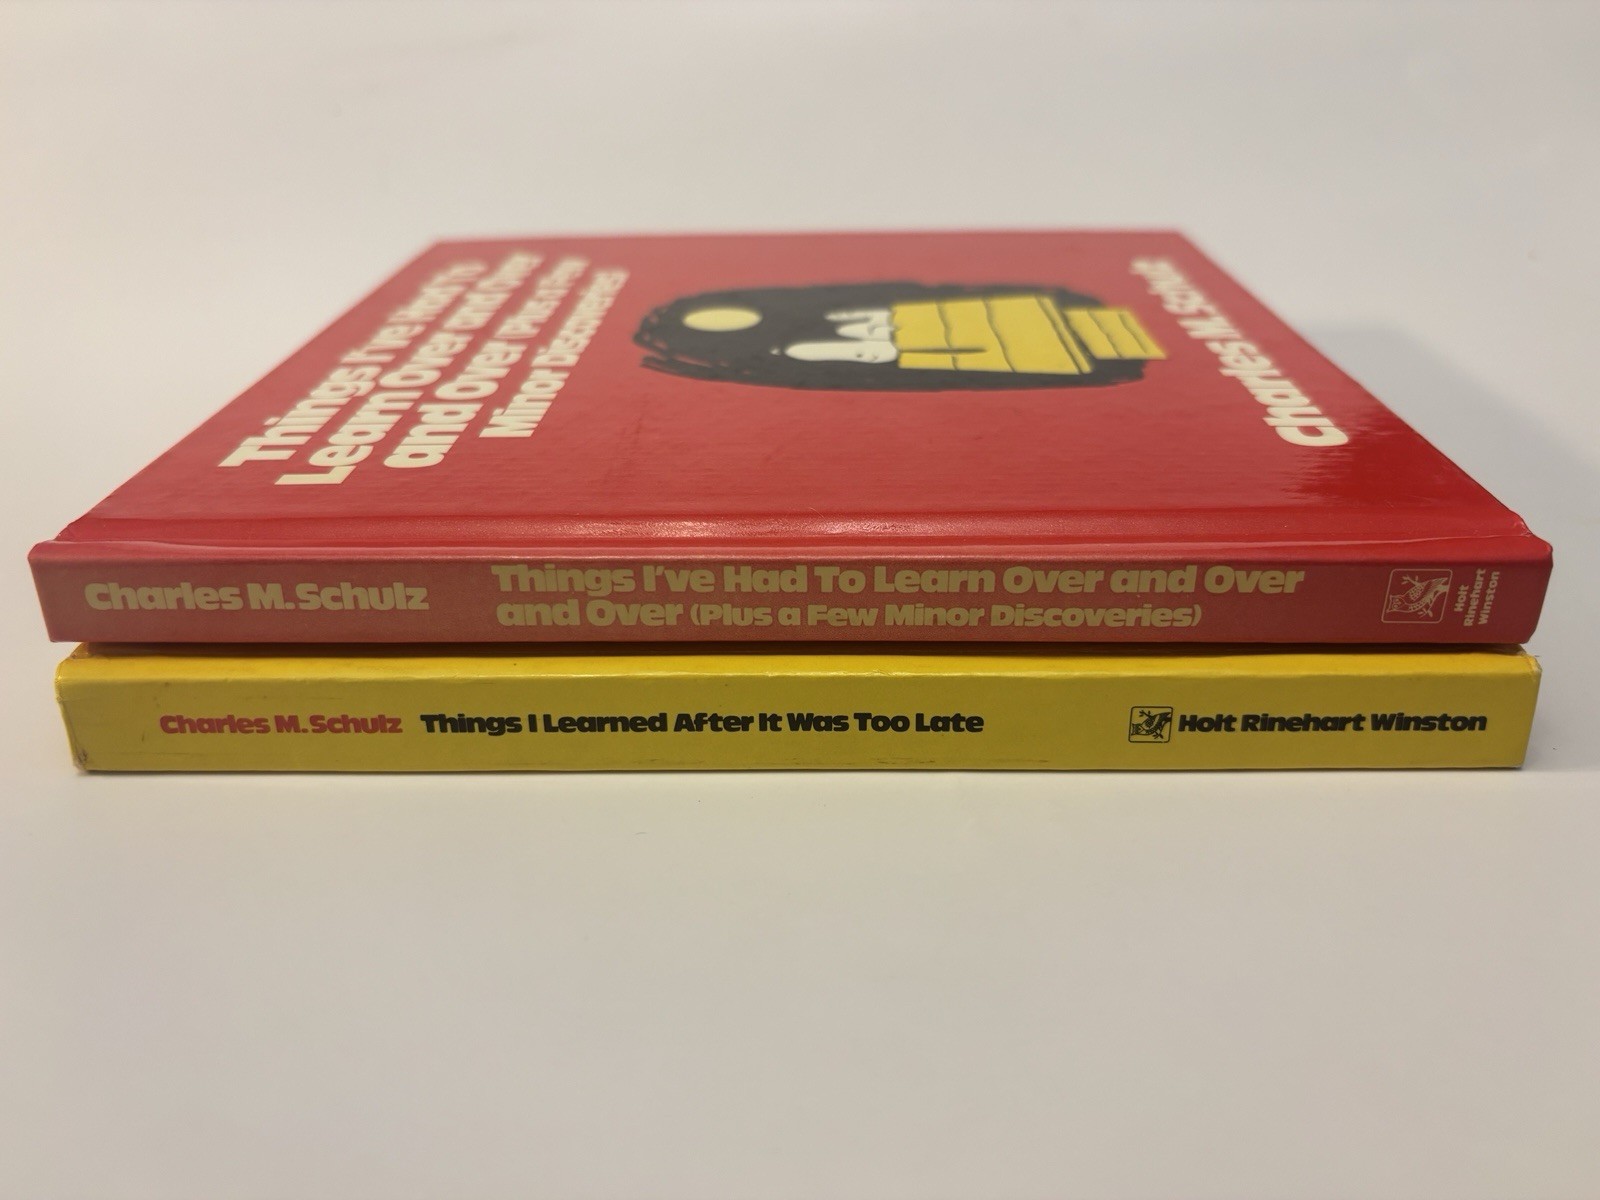 Things I've Had To
Learn Over and Over
and Over (Plus a Few
Minor Discoveries)
Charles M. Schulz
Charles M. Schulz
Things I've Had To Learn Over and Over
and Over (Plus a Few Minor Discoveries)
Holt
Rinehart
Winston
Charles M. Schulz Things I Learned After It Was Too Late Holt Rinehart Winston